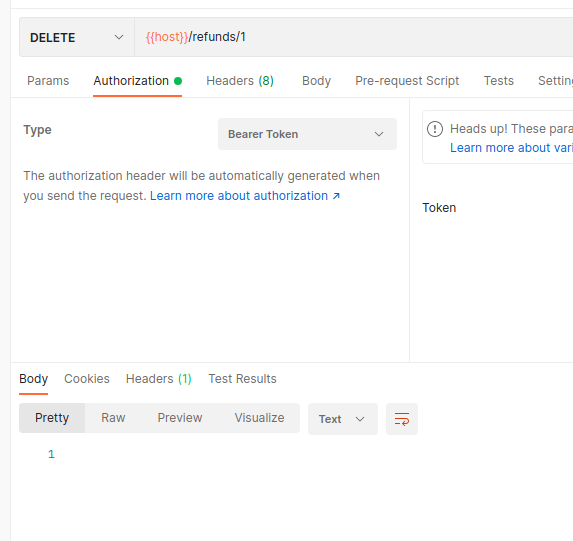 DELETE {{host}}/refunds/1
Params Authorization Headers (8) Body Pre-request Script Tests Settin
Type Bearer Token
Heads up! These para
Learn more about vari
The authorization header will be automatically generated when
you send the request. Learn more about authorization ↗
Token
Body Cookies Headers (1) Test Results
Pretty Raw Preview Visualize Text
1